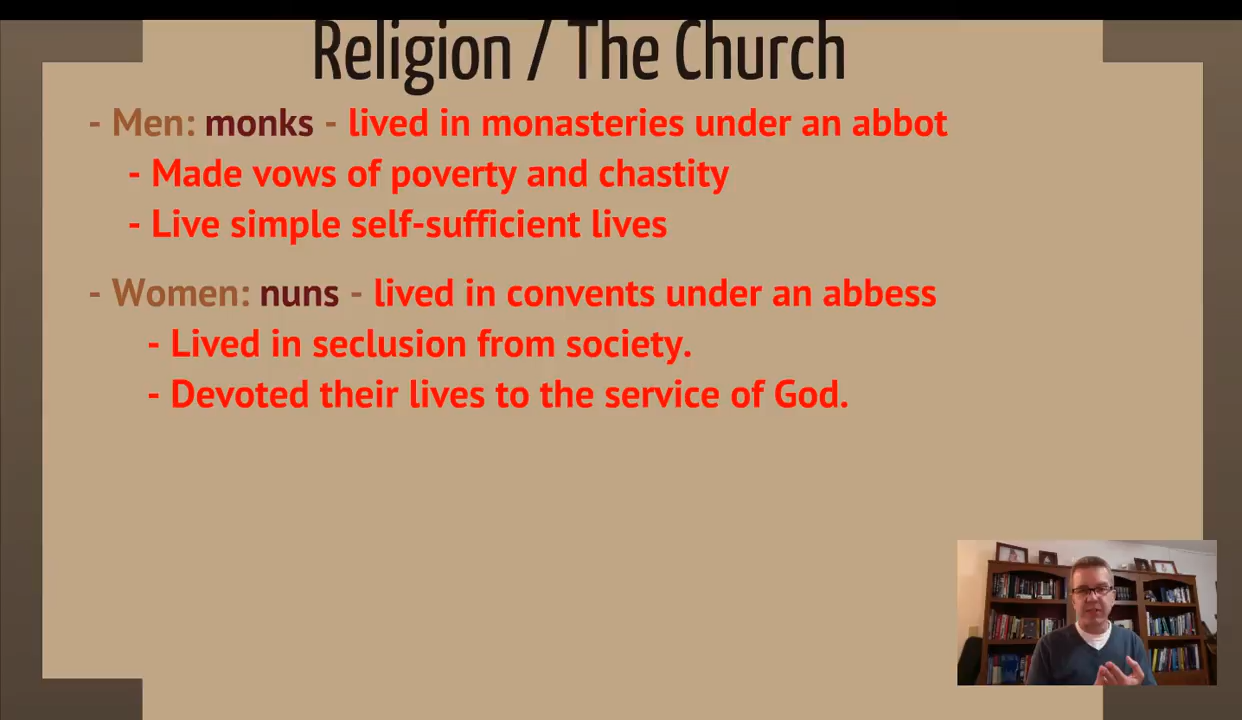 Religion / The Church
- Men: monks - lived in monasteries under an abbot
- Made vows of poverty and chastity
- Live simple self-sufficient lives
- Women: nuns - lived in convents under an abbess
- Lived in seclusion from society.
- Devoted their lives to the service of God.